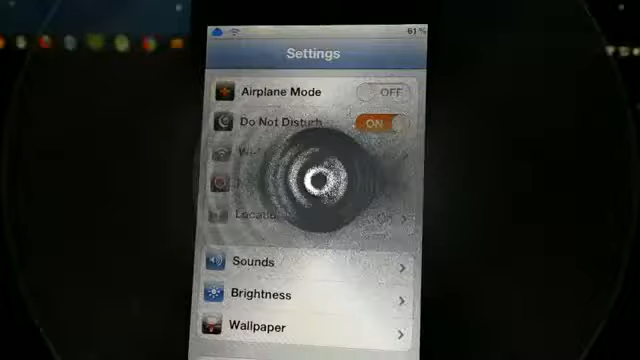 61 %
Settings
Airplane Mode
OFF
Do Not Disturb
ON
Sounds
Brightness
Wallpaper